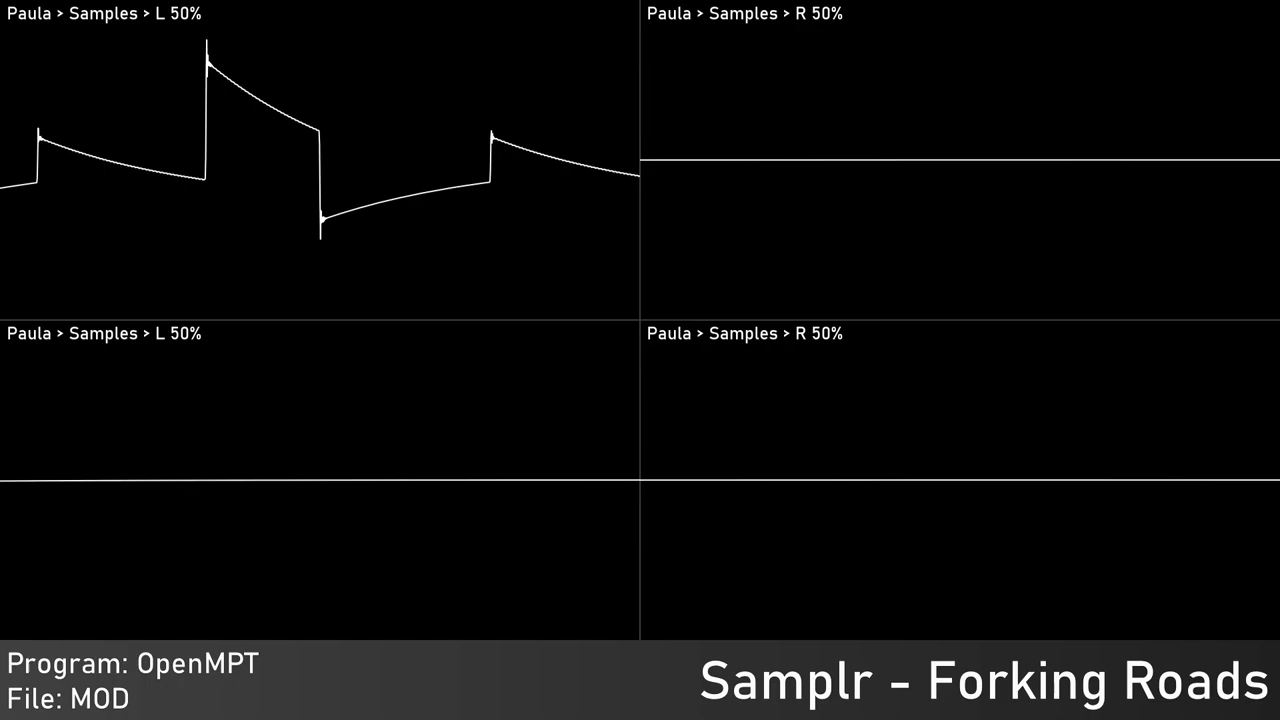 Paula > Samples > L 50%
Paula > Samples > R 50%
Paula > Samples > L 50%
Paula > Samples > R 50%
Program: OpenMPT
File: MOD
Samplr - Forking Roads